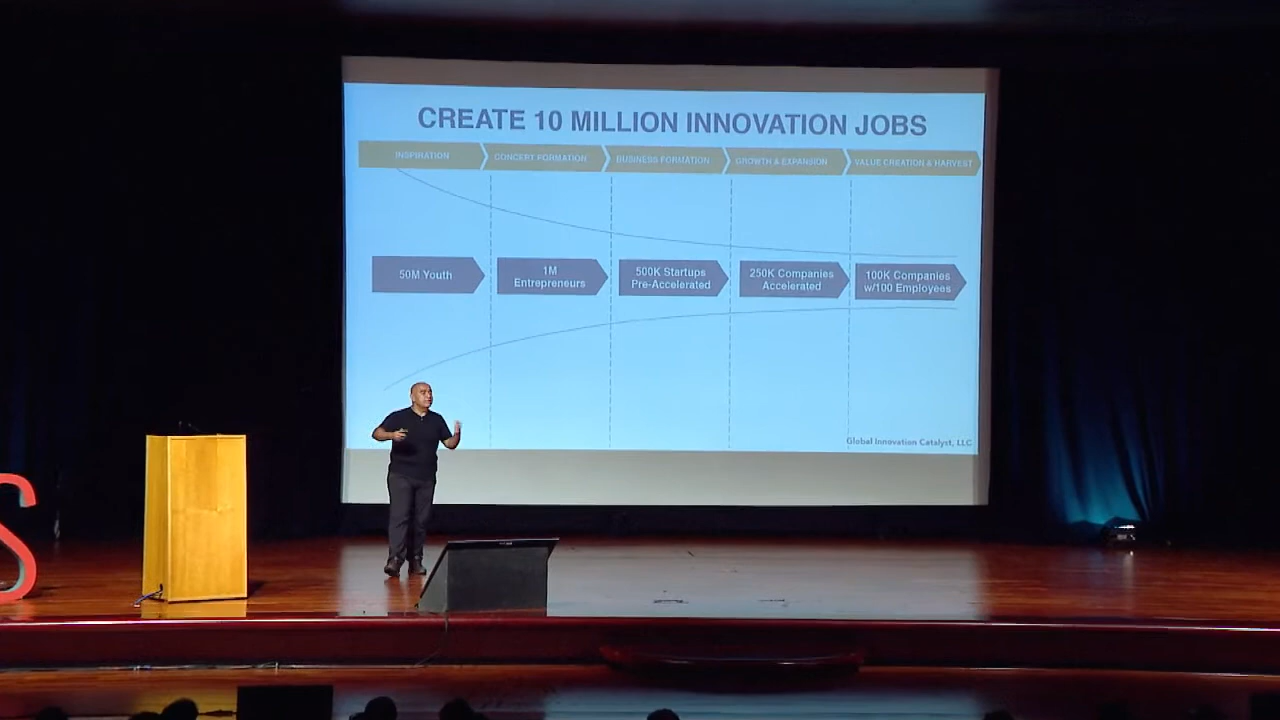 CREATE 10 MILLION INNOVATION JOBS
INSPIRATION
CONCEPT FORMATION
BUSINESS FORMATION
GROWTH & EXPANSION
VALUE CREATION & HARVEST
50M Youth
1M
Entrepreneurs
500K Startups
Pre-Accelerated
250K Companies
Accelerated
100K Companies
w/100 Employees
Global Innovation Catalyst, LLC
S